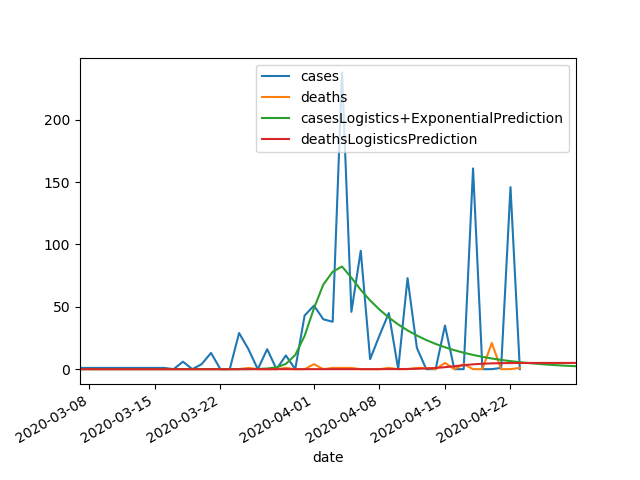 cases
deaths
casesLogistics+ExponentialPrediction
deathsLogisticsPrediction
200
150
100
50
0
2020-03-08
2020-03-15
2020-03-22
2020-04-01
2020-04-08
2020-04-15
2020-04-22
date